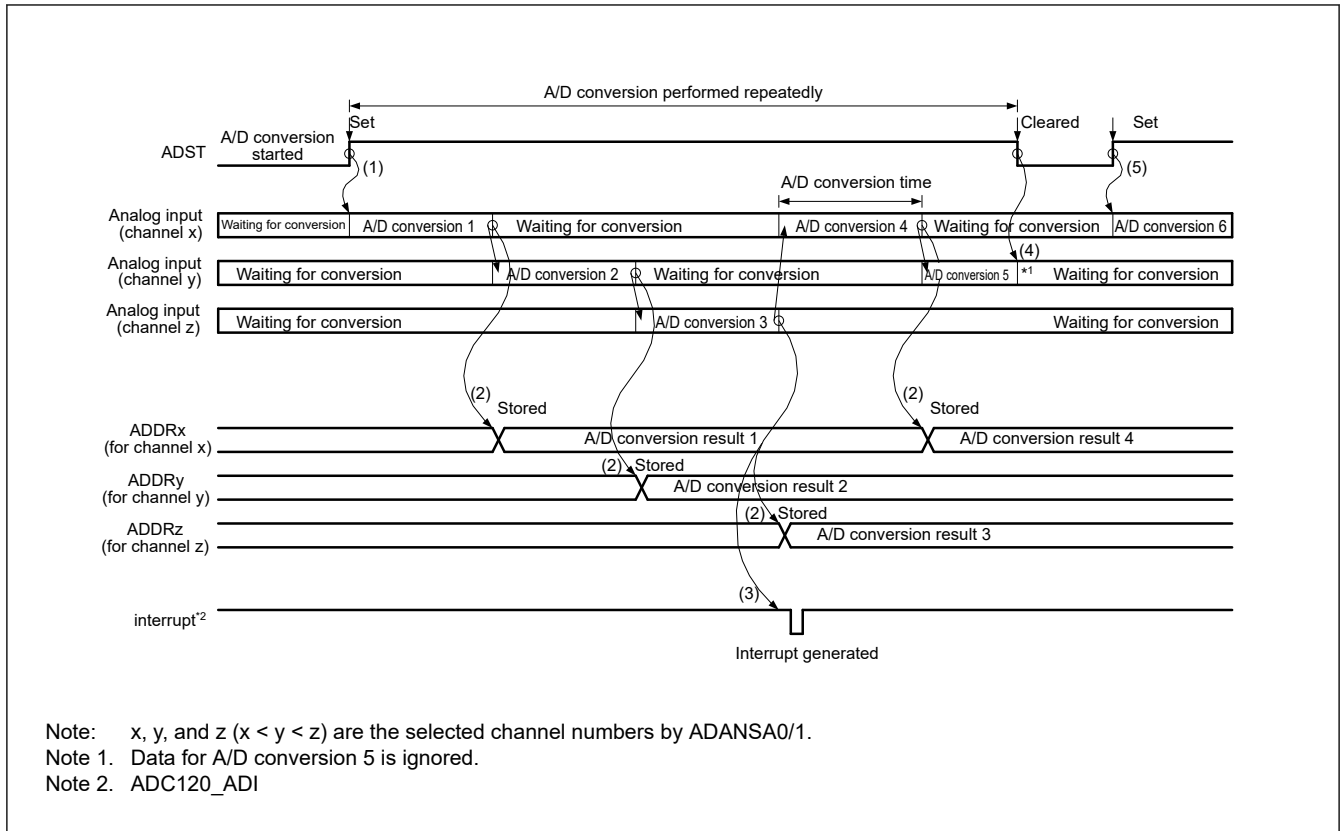 A/D conversion performed repeatedly
Set
Cleared
Set
A/D conversion
started
ADST
(1)
(5)
A/D conversion time
Analog input
(channel x)
Waiting for conversion
A/D conversion 1
Waiting for conversion
A/D conversion 4
Waiting for conversion
A/D conversion 6
(4)
Analog input
(channel y)
Waiting for conversion
A/D conversion 2
Waiting for conversion
A/D conversion 5
*1
Waiting for conversion
Analog input
(channel z)
Waiting for conversion
A/D conversion 3
Waiting for conversion
(2)
Stored
(2)
Stored
ADDRx
(for channel x)
A/D conversion result 1
A/D conversion result 4
(2)
Stored
ADDRy
(for channel y)
A/D conversion result 2
(2)
Stored
ADDRz
(for channel z)
A/D conversion result 3
(3)
interrupt*2
Interrupt generated
Note: x, y, and z (x < y < z) are the selected channel numbers by ADANSA0/1.
Note 1. Data for A/D conversion 5 is ignored.
Note 2. ADC120_ADI